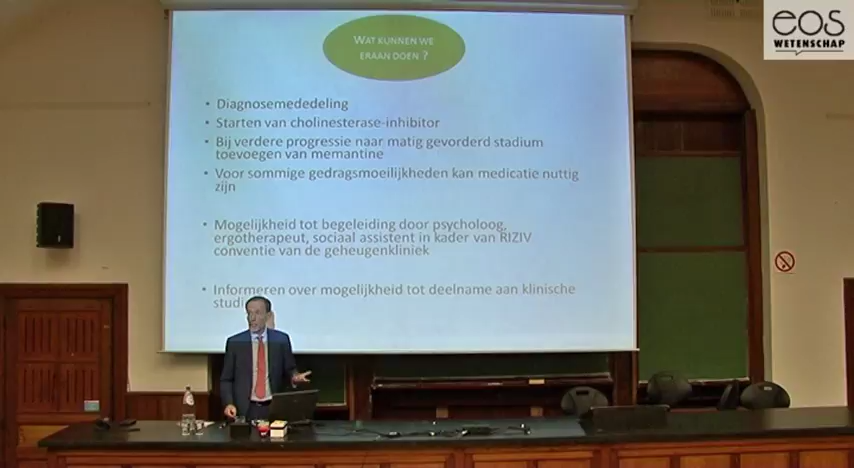 eos
WETENSCHAP
WAT KUNNEN WE
ERAAN DOEN ?
• Diagnosemededeling
• Starten van cholinesterase-inhibitor
• Bij verdere progressie naar matig gevorderd stadium
toevoegen van memantine
• Voor sommige gedragsmoeilijkheden kan medicatie nuttig
zijn
• Mogelijkheid tot begeleiding door psycholoog,
ergotherapeut, sociaal assistent in kader van RIZIV
conventie van de geheugenkliniek
• Informeren over mogelijkheid tot deelname aan klinische